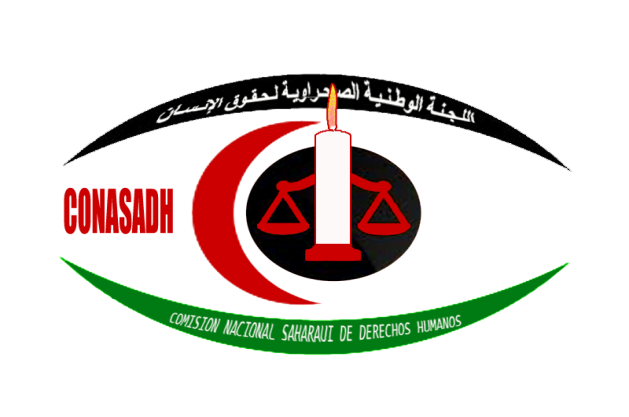 اللجنة الوطنية الصحراوية لحقوق الإنسان
CONASADH
COMISION NACIONAL SAHARAUI DE DERECHOS HUMANOS